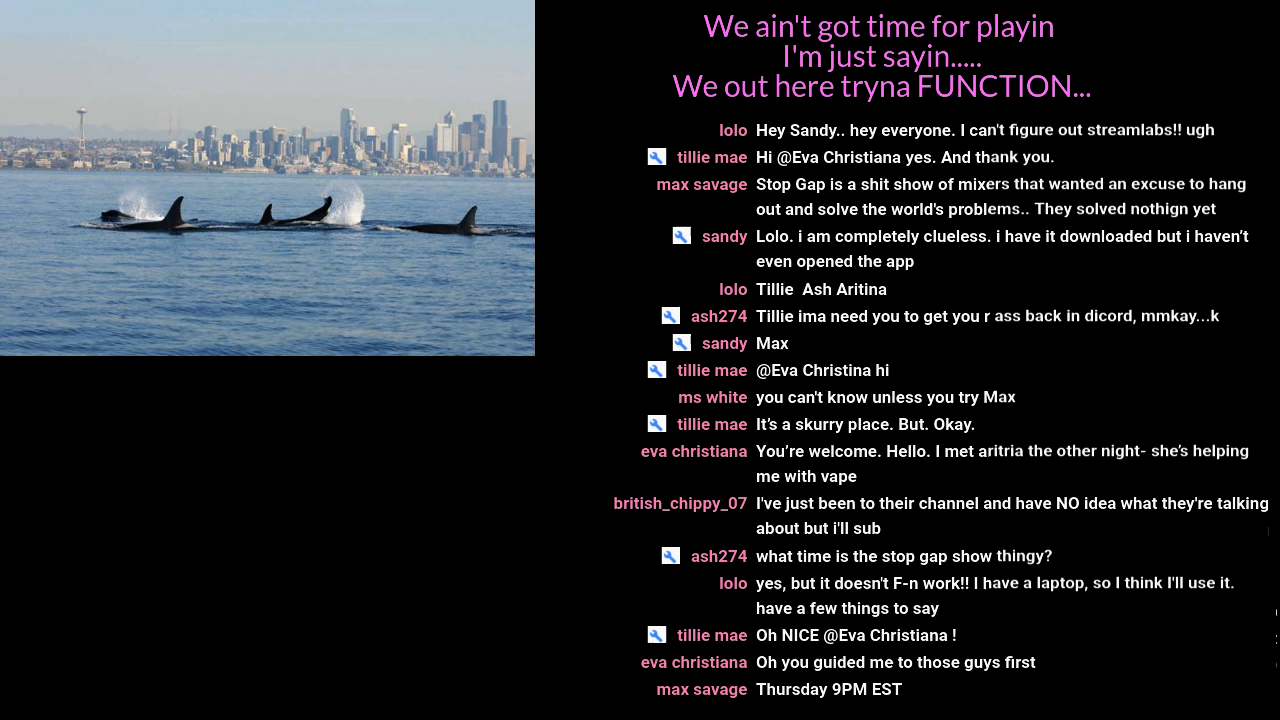 We ain't got time for playin
I'm just sayin.....
We out here tryna FUNCTION...
lolo Hey Sandy.. hey everyone. I can't figure out streamlabs!! ugh
tillie mae Hi @Eva Christiana yes. And thank you.
max savage Stop Gap is a shit show of mixers that wanted an excuse to hang
out and solve the world's problems.. They solved nothign yet
sandy Lolo. i am completely clueless. i have it downloaded but i haven’t
even opened the app
lolo Tillie  Ash Aritina
ash274 Tillie ima need you to get you r ass back in dicord, mmkay...k
sandy Max
tillie mae @Eva Christina hi
ms white you can't know unless you try Max
tillie mae It’s a skurry place. But. Okay.
eva christiana You’re welcome. Hello. I met aritria the other night- she’s helping
me with vape
british_chippy_07 I've just been to their channel and have NO idea what they're talking
about but i'll sub
ash274 what time is the stop gap show thingy?
lolo yes, but it doesn't F-n work!! I have a laptop, so I think I'll use it.
have a few things to say
tillie mae Oh NICE @Eva Christiana !
eva christiana Oh you guided me to those guys first
max savage Thursday 9PM EST